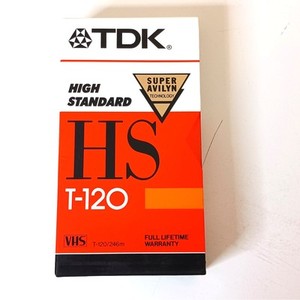 TDK®
HIGH
STANDARD
SUPER
AVILYN
TECHNOLOGY
HS
T-120
VHS T-120/246m
FULL LIFETIME
WARRANTY